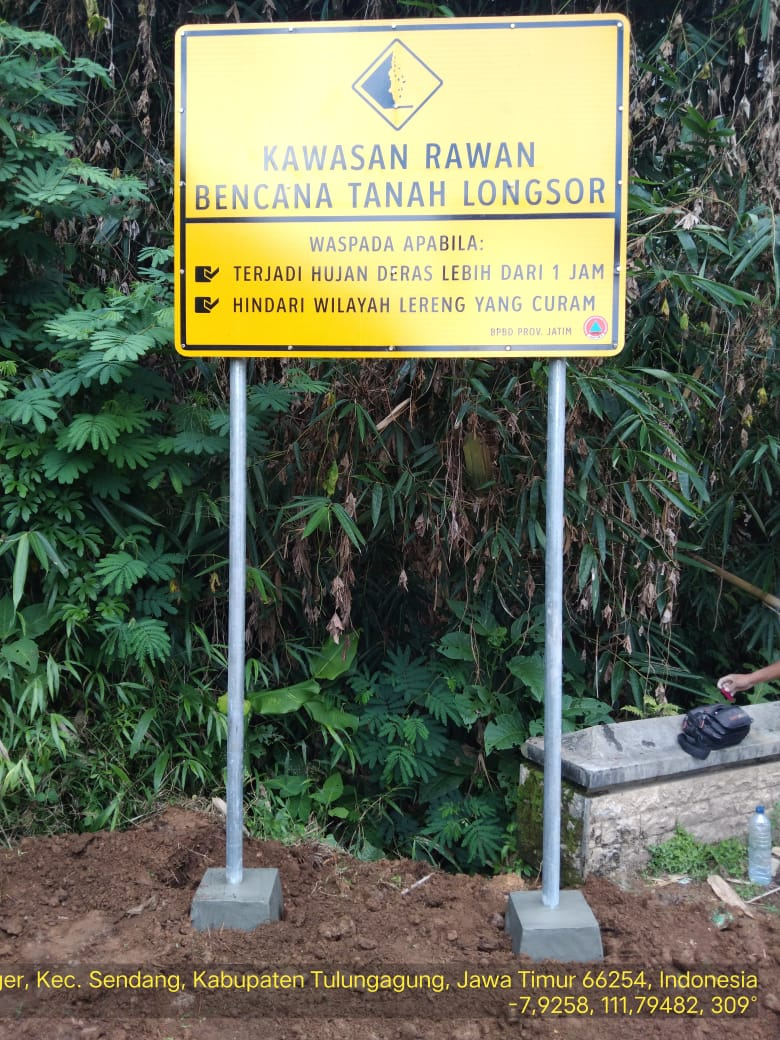 KAWASAN RAWAN
BENCANA TANAH LONGSOR
WASPADA APABILA:
TERJADI HUJAN DERAS LEBIH DARI 1 JAM
HINDARI WILAYAH LERENG YANG CURAM
BPBD PROV. JATIM
Kec. Sendang, Kabupaten Tulungagung, Jawa Timur 66254, Indonesia
-7,9258, 111,79482, 309°